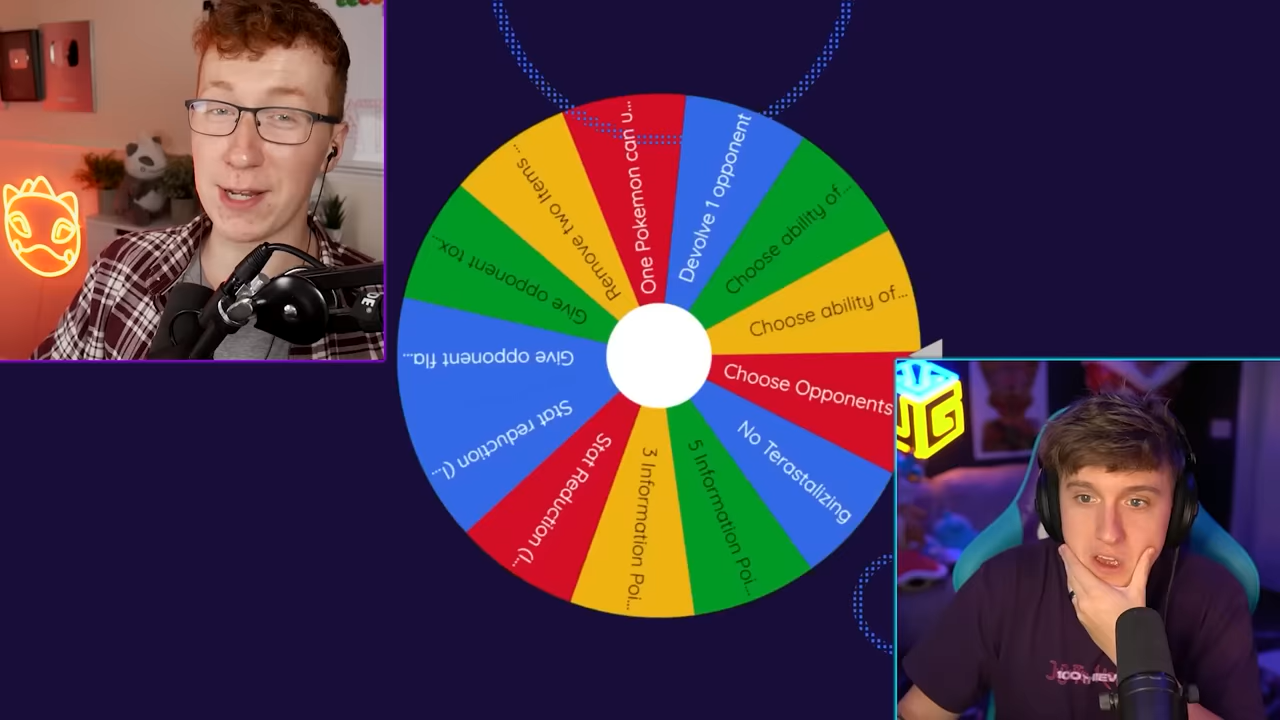 One Pokemon can u...
Devolve 1 opponent
Choose ability of...
Choose ability of...
Choose Opponents
No Terastalizing
5 Information Poi...
3 Information Poi...
Stat Reduction (l...
Stat reduction (l...
Give opponent fla...
Give opponent tox...
Remove two Items ...